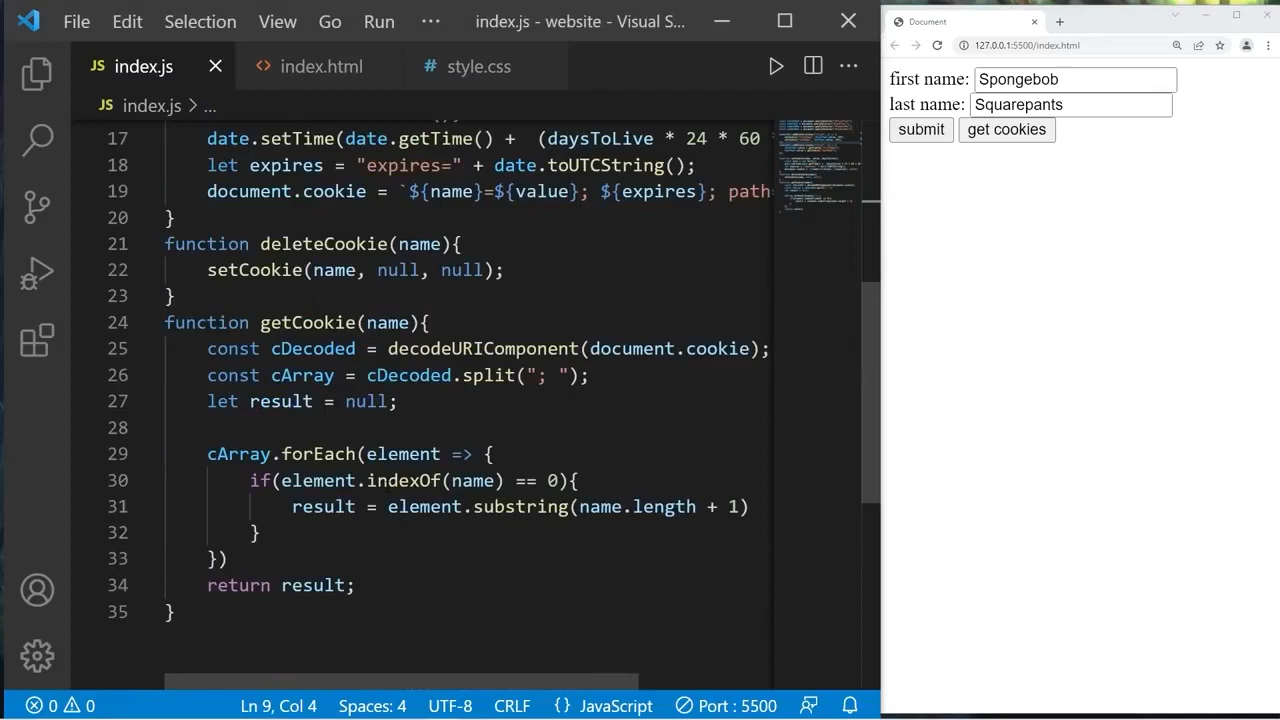 File Edit Selection View Go Run ··· index.js - website - Visual S...
JS index.js × <> index.html # style.css ···
JS index.js > ...
date.setTime(date.getTime() + (daysToLive * 24 * 60
18 let expires = "expires=" + date.toUTCString();
19 document.cookie = `${name}=${value}; ${expires}; path=
20 }
21 function deleteCookie(name){
22 setCookie(name, null, null);
23 }
24 function getCookie(name){
25 const cDecoded = decodeURIComponent(document.cookie);
26 const cArray = cDecoded.split("; ");
27 let result = null;
28
29 cArray.forEach(element => {
30 if(element.indexOf(name) == 0){
31 result = element.substring(name.length + 1)
32 }
33 })
34 return result;
35 }
0 0 Ln 9, Col 4 Spaces: 4 UTF-8 CRLF {} JavaScript Port : 5500
Document
127.0.0.1:5500/index.html
first name: Spongebob
last name: Squarepants
submit get cookies